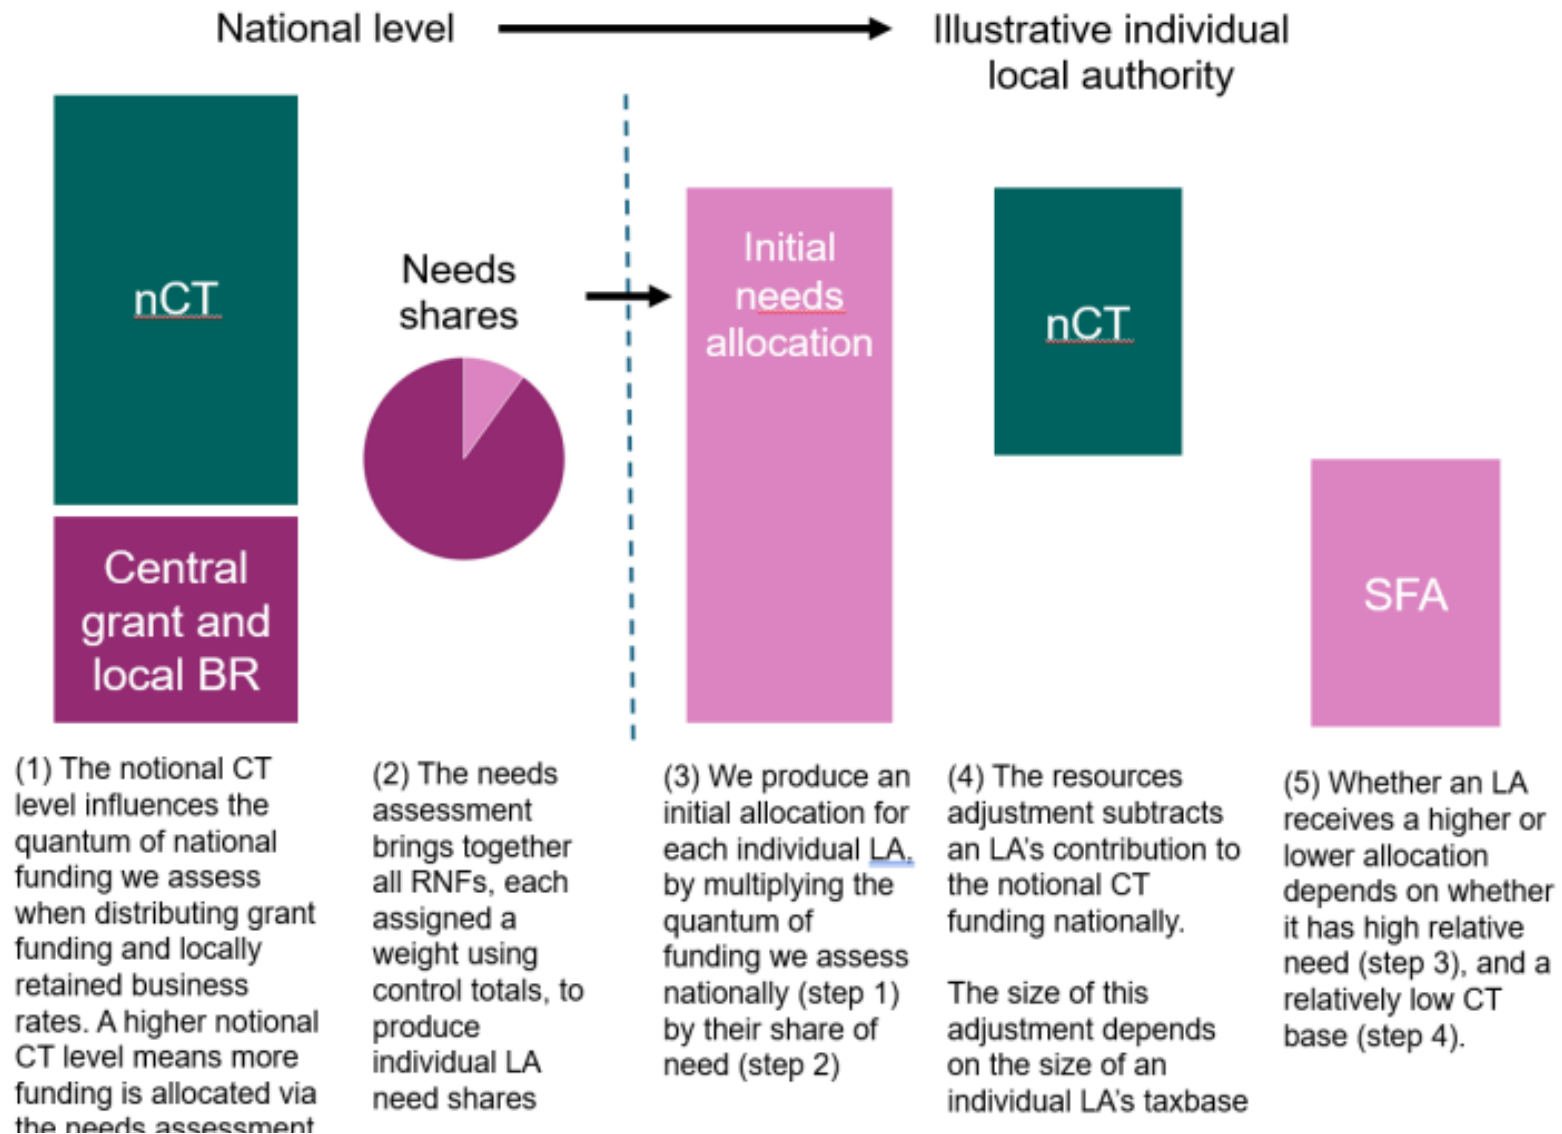 National level
Illustrative individual
local authority
nCT
Central
grant and
local BR
Needs
shares
Initial
needs
allocation
nCT
SFA
(1) The notional CT
level influences the
quantum of national
funding we assess
when distributing grant
funding and locally
retained business
rates. A higher notional
CT level means more
funding is allocated via
the needs assessment
(2) The needs
assessment
brings together
all RNFs, each
assigned a
weight using
control totals, to
produce
individual LA
need shares
(3) We produce an
initial allocation for
each individual LA,
by multiplying the
quantum of
funding we assess
nationally (step 1)
by their share of
need (step 2)
(4) The resources
adjustment subtracts
an LA's contribution to
the notional CT
funding nationally.
The size of this
adjustment depends
on the size of an
individual LA's taxbase
(5) Whether an LA
receives a higher or
lower allocation
depends on whether
it has high relative
need (step 3), and a
relatively low CT
base (step 4).